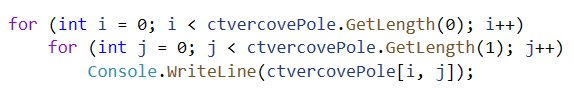 for (int i = 0; i < ctvercovePole.GetLength(0); i++)
    for (int j = 0; j < ctvercovePole.GetLength(1); j++)
        Console.WriteLine(ctvercovePole[i, j]);